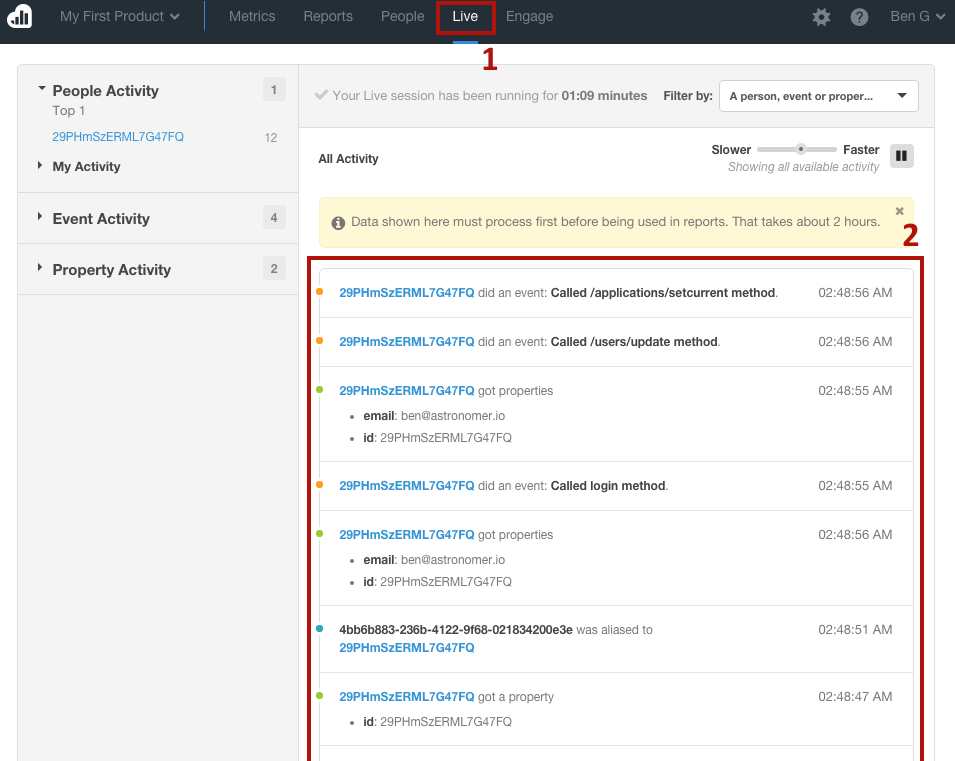 My First Product
Metrics
Reports
People
Live
Engage
Ben G
1
People Activity 1
Top 1
29PHmSzERML7G47FQ 12
My Activity
Event Activity 4
Property Activity 2
Your Live session has been running for 01:09 minutes
Filter by:
A person, event or proper...
All Activity
Slower Faster
Showing all available activity
Data shown here must process first before being used in reports. That takes about 2 hours.
2
29PHmSzERML7G47FQ did an event: Called /applications/setcurrent method. 02:48:56 AM
29PHmSzERML7G47FQ did an event: Called /users/update method. 02:48:56 AM
29PHmSzERML7G47FQ got properties 02:48:55 AM
• email: ben@astronomer.io
• id: 29PHmSzERML7G47FQ
29PHmSzERML7G47FQ did an event: Called login method. 02:48:55 AM
29PHmSzERML7G47FQ got properties 02:48:56 AM
• email: ben@astronomer.io
• id: 29PHmSzERML7G47FQ
4bb6b883-236b-4122-9f68-021834200e3e was aliased to 02:48:51 AM
29PHmSzERML7G47FQ
29PHmSzERML7G47FQ got a property 02:48:47 AM
• id: 29PHmSzERML7G47FQ